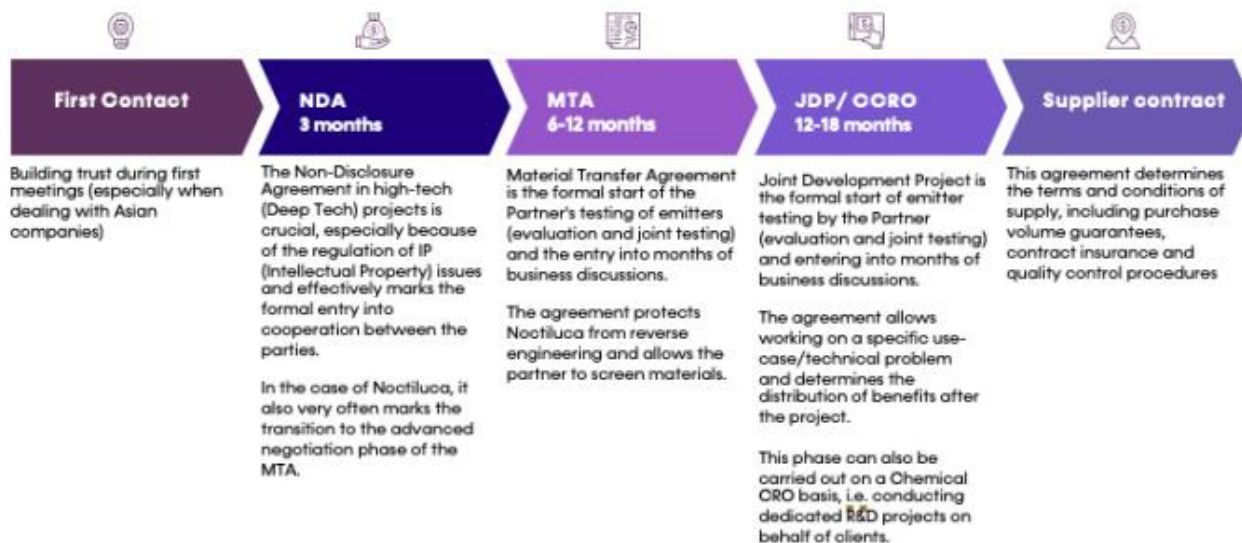 First Contact
Building trust during first
meetings (especially when
dealing with Asian
companies)
NDA
3 months
The Non-Disclosure
Agreement in high-tech
(Deep Tech) projects is
crucial, especially because
of the regulation of IP
(Intellectual Property) issues
and effectively marks the
formal entry into
cooperation between the
parties.
In the case of Noctiluca, it
also very often marks the
transition to the advanced
negotiation phase of the
MTA.
MTA
6-12 months
Material Transfer Agreement
is the formal start of the
Partner's testing of emitters
(evaluation and joint testing)
and the entry into months of
business discussions.
The agreement protects
Noctiluca from reverse
engineering and allows the
partner to screen materials.
JDP/ CCRO
12-18 months
Joint Development Project is
the formal start of emitter
testing by the Partner
(evaluation and joint testing)
and entering into months of
business discussions.
The agreement allows
working on a specific use-
case/technical problem
and determines the
distribution of benefits after
the project.
This phase can also be
carried out on a Chemical
CRO basis, i.e. conducting
dedicated R&D projects on
behalf of clients.
Supplier contract
This agreement determines
the terms and conditions of
supply, including purchase
volume guarantees,
contract insurance and
quality control procedures